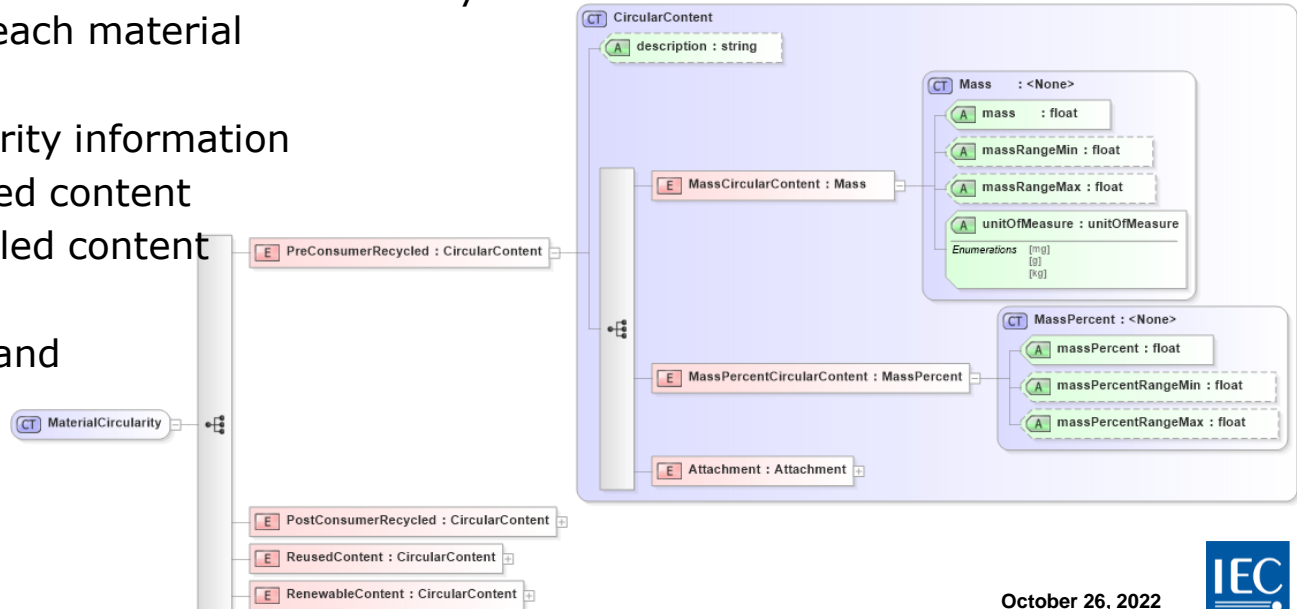 each material
rity information
ed content
led content
and
CT MaterialCircularity
E PreConsumerRecycled : CircularContent
E PostConsumerRecycled : CircularContent
E ReusedContent : CircularContent
E RenewableContent : CircularContent
CT CircularContent
A description : string
E MassCircularContent : Mass
CT Mass : <None>
A mass : float
A massRangeMin : float
A massRangeMax : float
A unitOfMeasure : unitOfMeasure
Enumerations [mg]
[g]
[kg]
E MassPercentCircularContent : MassPercent
CT MassPercent : <None>
A massPercent : float
A massPercentRangeMin : float
A massPercentRangeMax : float
E Attachment : Attachment
October 26, 2022
IEC